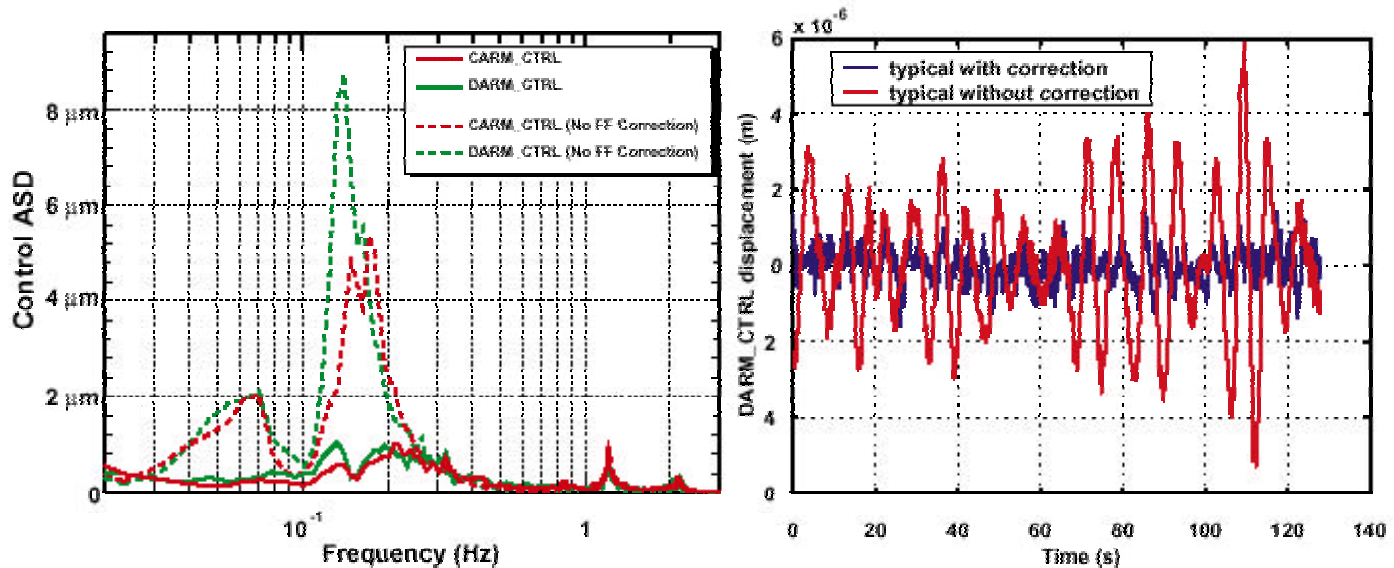 CARM_CTRL
DARM_CTRL
CARM_CTRL (No FF Correction)
DARM_CTRL (No FF Correction)
Control ASD
8 µm
6 µm
4 µm
2 µm
0
10⁻¹
1
Frequency (Hz)
x 10⁻⁶
typical with correction
typical without correction
DARM_CTRL displacement (m)
6
4
2
0
2
4
6
0 20 40 60 80 100 120 140
Time (s)